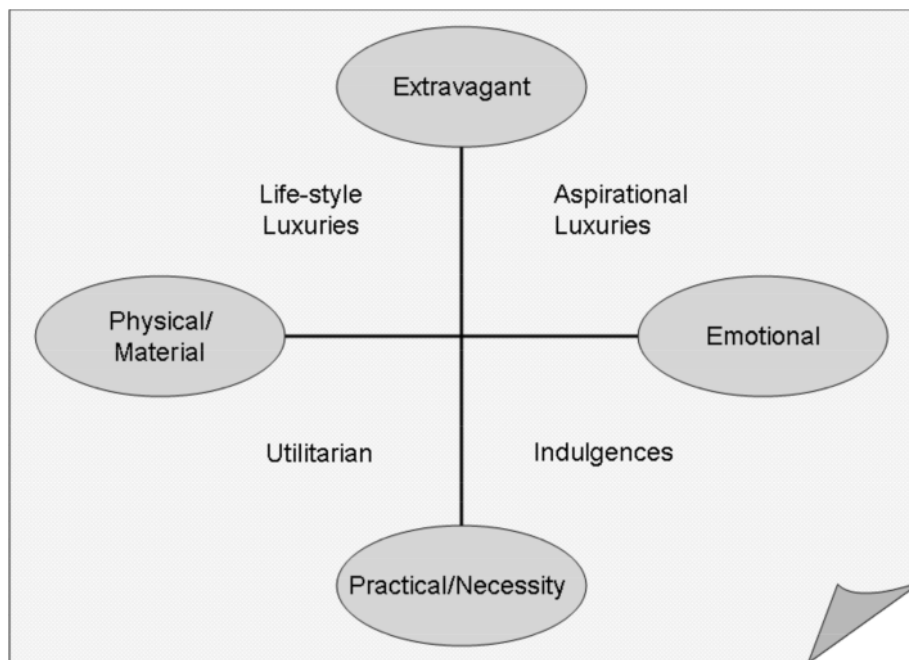 Extravagant
Life-style
Luxuries
Aspirational
Luxuries
Physical/
Material
Emotional
Utilitarian
Indulgences
Practical/Necessity